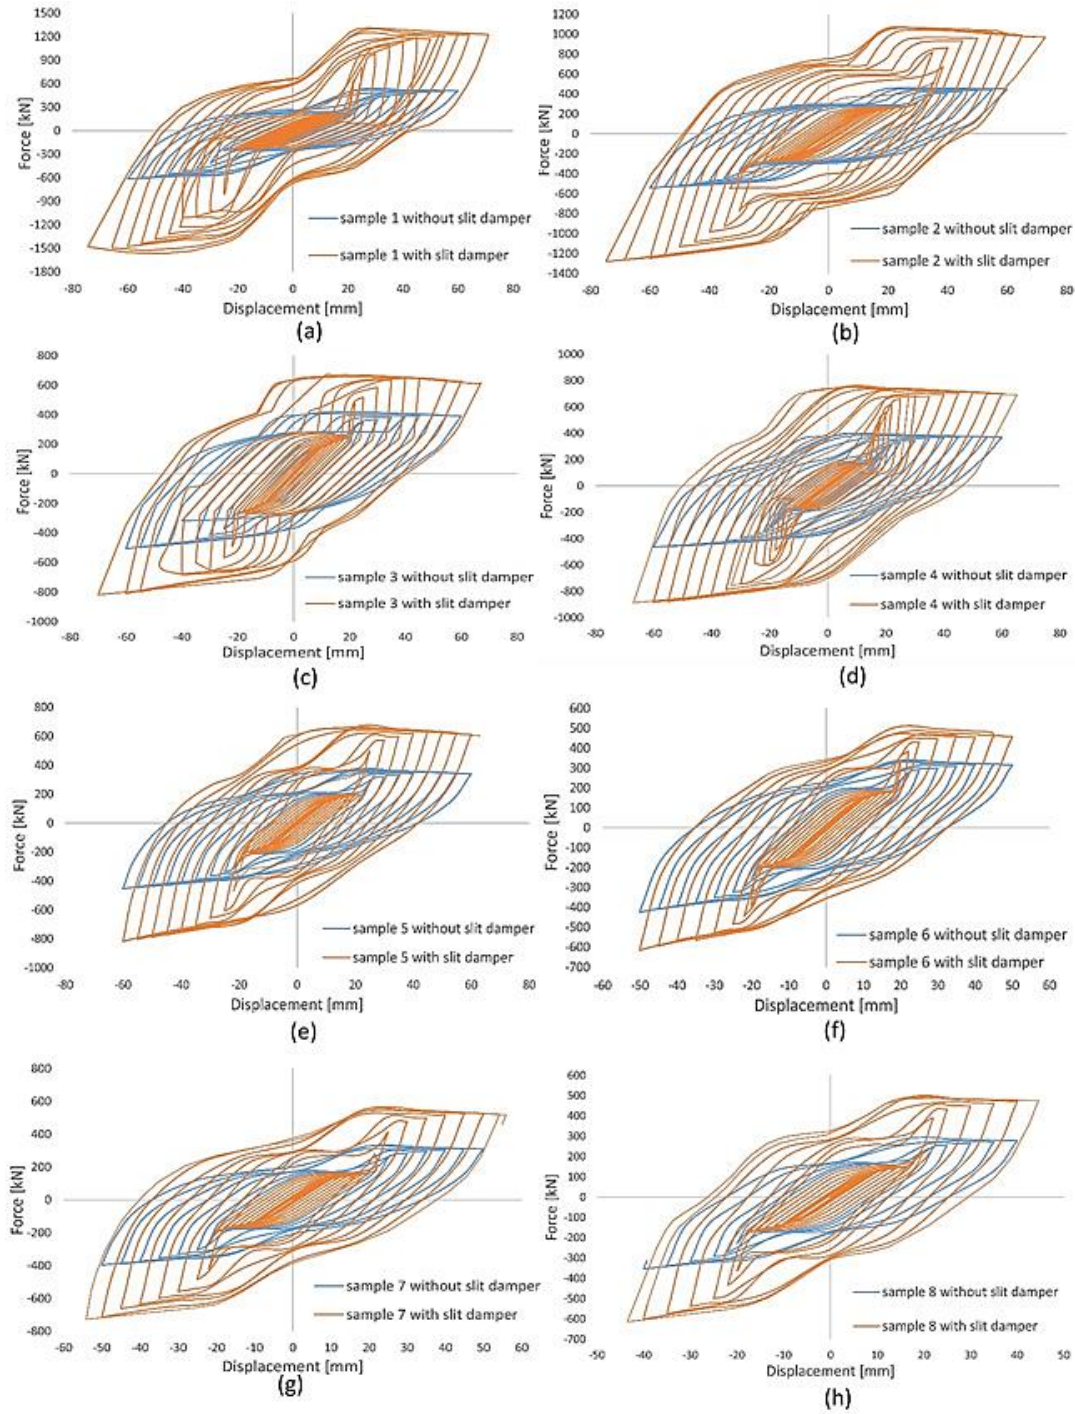 1500
1200
900
600
300
0
-300
-600
-900
-1200
-1500
-1800
Force [kN]
sample 1 without slit damper
sample 1 with slit damper
-80 -60 -40 -20 0 20 40 60 80
Displacement [mm]
(a)
1200
1000
800
600
400
200
0
-200
-400
-600
-800
-1000
-1200
-1400
Force [kN]
sample 2 without slit damper
sample 2 with slit damper
-80 -60 -40 -20 0 20 40 60 80
Displacement [mm]
(b)
800
600
400
200
0
-200
-400
-600
-800
-1000
Force [kN]
sample 3 without slit damper
sample 3 with slit damper
-80 -60 -40 -20 0 20 40 60 80
Displacement [mm]
(c)
1000
800
600
400
200
0
-200
-400
-600
-800
-1000
Force [kN]
sample 4 without slit damper
sample 4 with slit damper
-80 -60 -40 -20 0 20 40 60 80
Displacement [mm]
(d)
800
600
400
200
0
-200
-400
-600
-800
-1000
Force [kN]
sample 5 without slit damper
sample 5 with slit damper
-80 -60 -40 -20 0 20 40 60 80
Displacement [mm]
(e)
600
500
400
300
200
100
0
-100
-200
-300
-400
-500
-600
-700
Force [kN]
sample 6 without slit damper
sample 6 with slit damper
-60 -50 -40 -30 -20 -10 0 10 20 30 40 50 60
Displacement [mm]
(f)
800
600
400
200
0
-200
-400
-600
-800
Force [kN]
sample 7 without slit damper
sample 7 with slit damper
-60 -50 -40 -30 -20 -10 0 10 20 30 40 50 60
Displacement [mm]
(g)
600
500
400
300
200
100
0
-100
-200
-300
-400
-500
-600
-700
Force [kN]
sample 8 without slit damper
sample 8 with slit damper
-50 -40 -30 -20 -10 0 10 20 30 40 50
Displacement [mm]
(h)